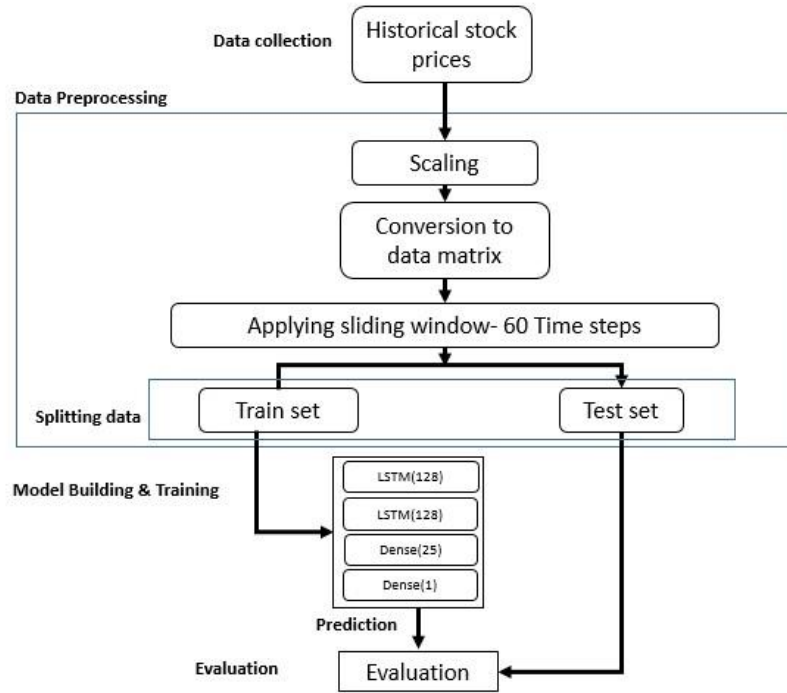 Data collection
Historical stock
prices
Data Preprocessing
Scaling
Conversion to
data matrix
Applying sliding window- 60 Time steps
Splitting data
Train set
Test set
Model Building & Training
LSTM(128)
LSTM(128)
Dense(25)
Dense(1)
Prediction
Evaluation
Evaluation